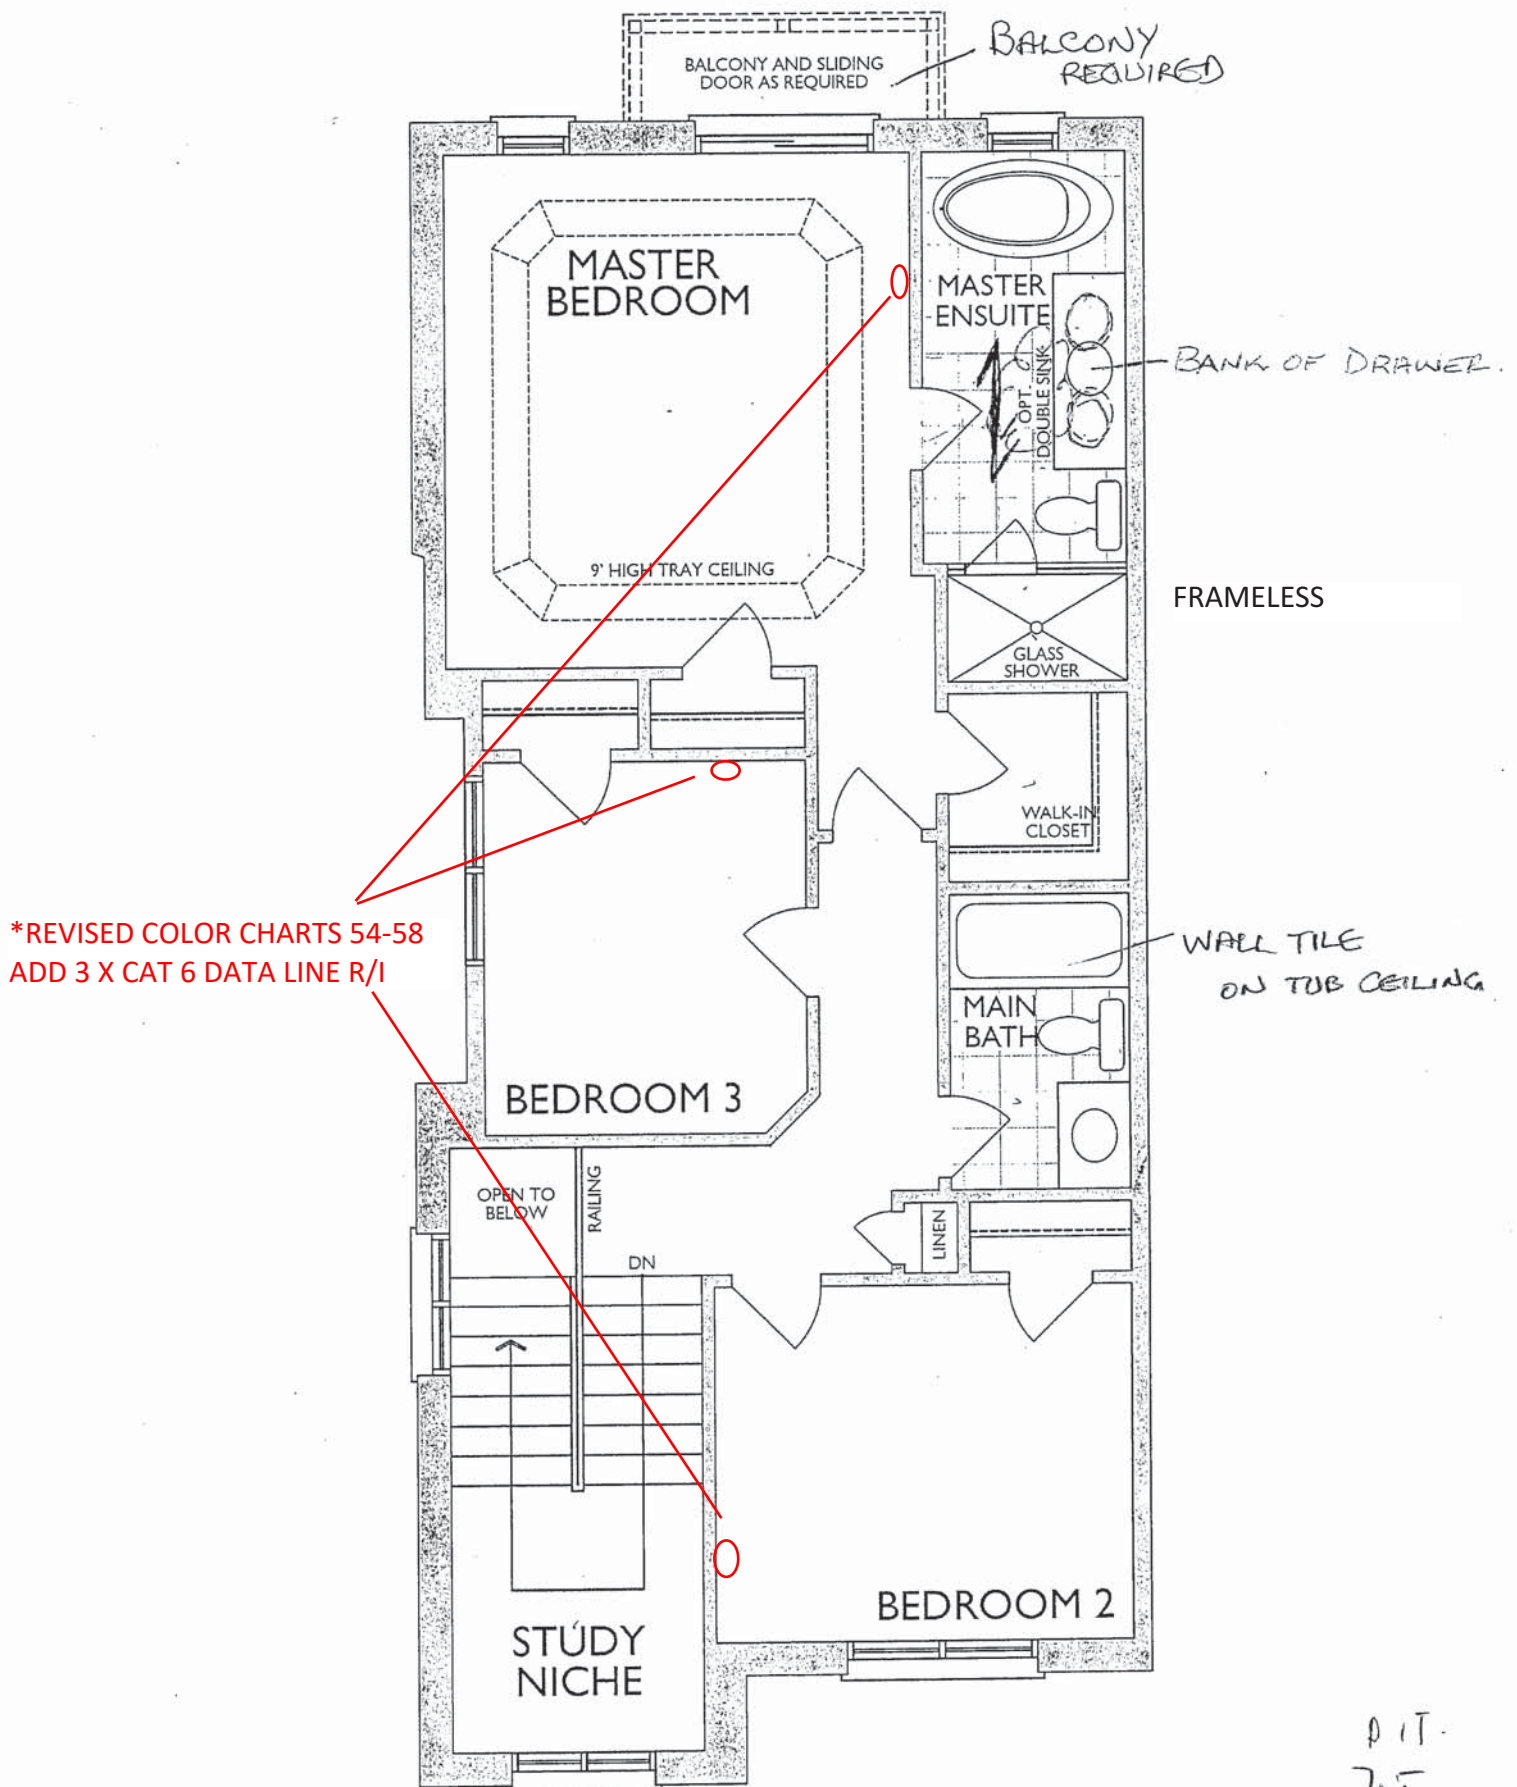 BALCONY AND SLIDING
DOOR AS REQUIRED
BALCONY
REQUIRED
MASTER
BEDROOM
MASTER
ENSUITE
OPT.
DOUBLE SINK
BANK OF DRAWER.
9' HIGH TRAY CEILING
FRAMELESS
GLASS
SHOWER
WALK-IN
CLOSET
*REVISED COLOR CHARTS 54-58
ADD 3 X CAT 6 DATA LINE R/I
WALL TILE
ON TUB CEILING
MAIN
BATH
BEDROOM 3
OPEN TO
BELOW
RAILING
LINEN
DN
BEDROOM 2
STUDY
NICHE